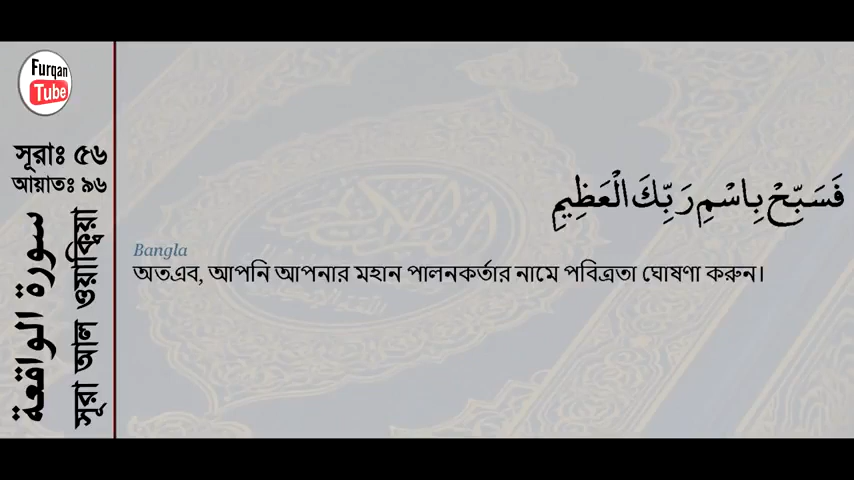 Furqan
Tube
সূরাঃ ৫৬
আয়াতঃ ৯৬
سورة الواقعة
সূরা আল ওয়াক্বিয়া
فَسَبِّحْ بِاسْمِ رَبِّكَ الْعَظِيمِ
Bangla
অতএব, আপনি আপনার মহান পালনকর্তার নামে পবিত্রতা ঘোষণা করুন।